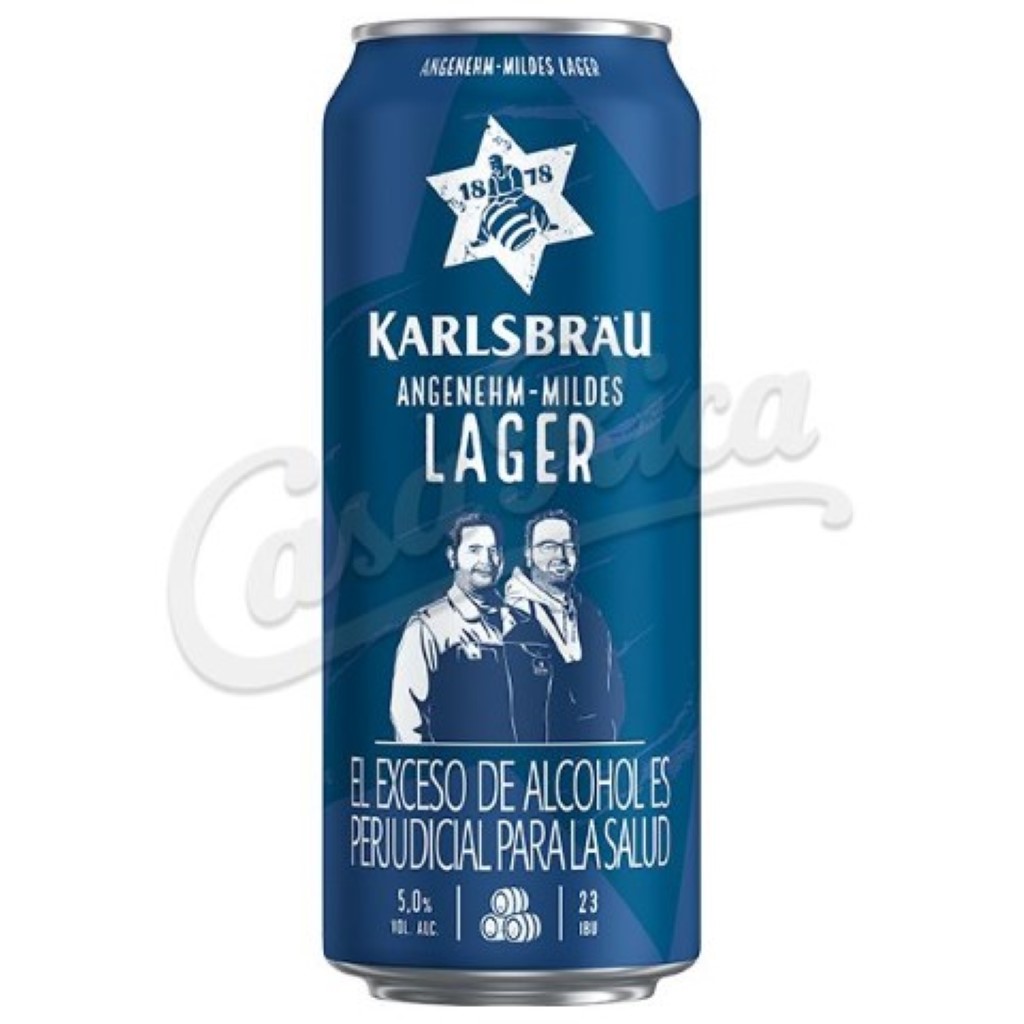 ANGENEHM-MILDES LAGER
18 78
KARLSBRÄU
ANGENEHM-MILDES
LAGER
Casa Rica
EL EXCESO DE ALCOHOL ES
PERJUDICIAL PARA LA SALUD
5,0% 23
VOL. ALC. IBU